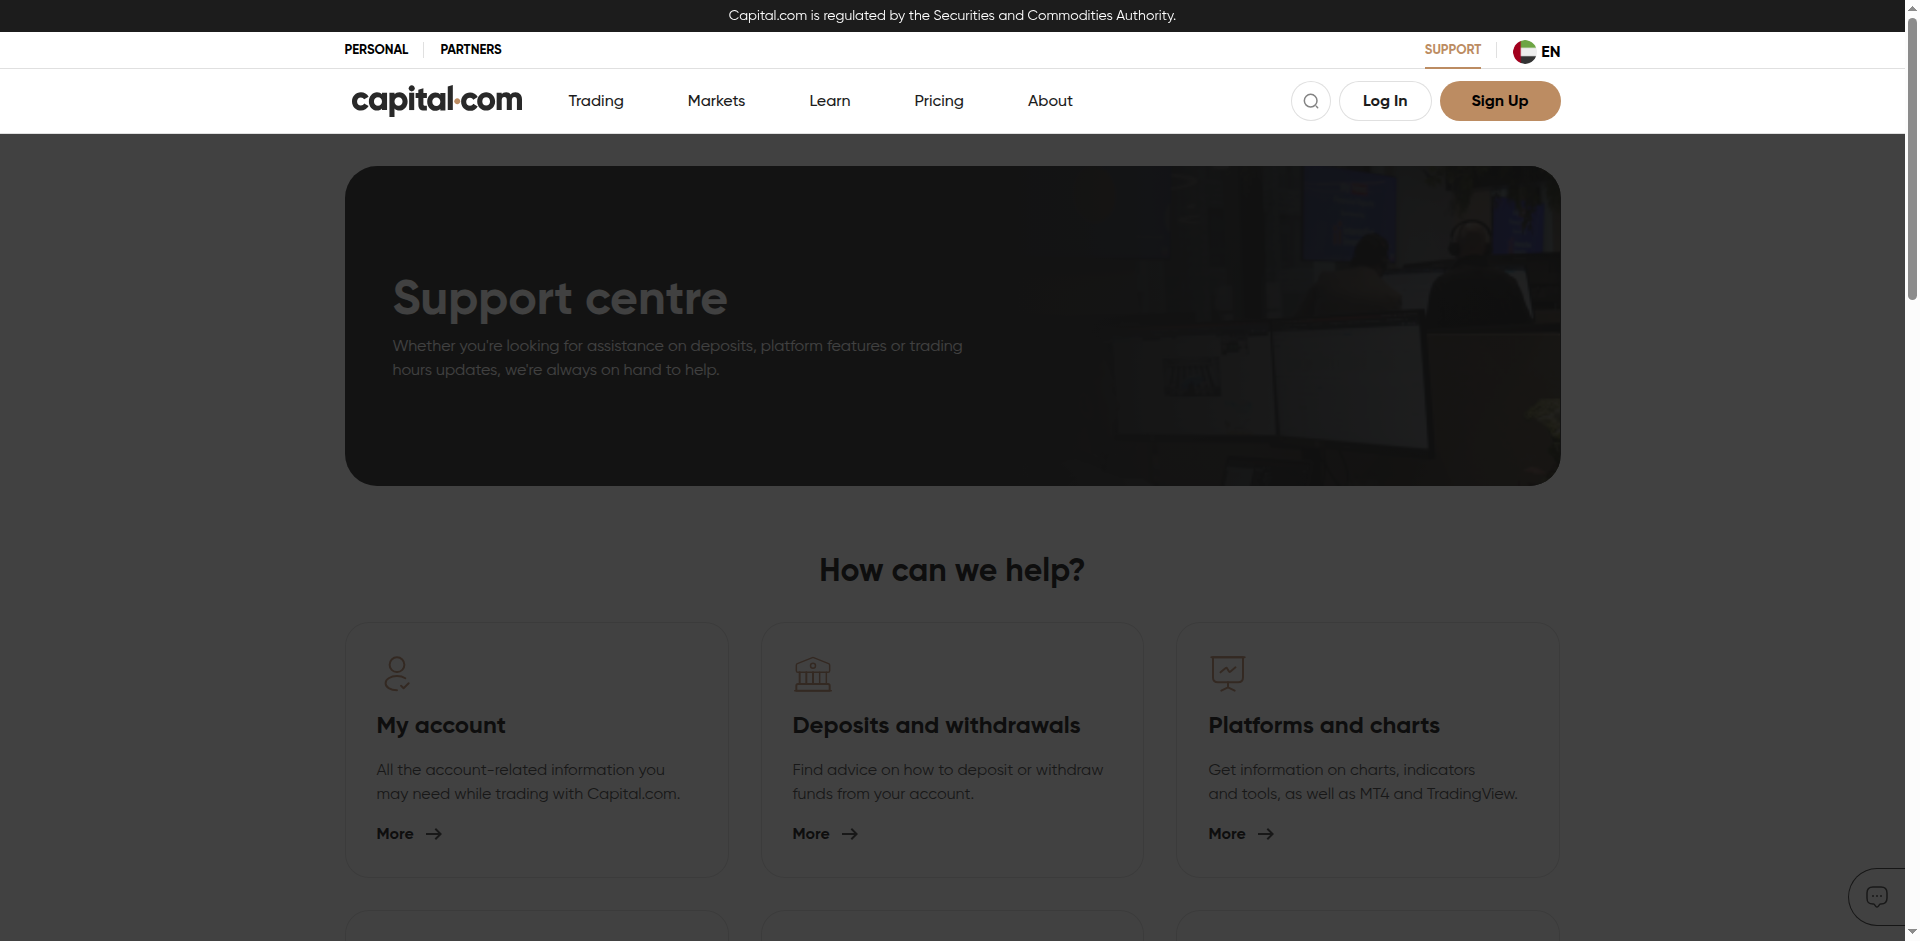 Capital.com is regulated by the Securities and Commodities Authority.
PERSONAL PARTNERS SUPPORT EN
capital.com Trading Markets Learn Pricing About Log In Sign Up
Support centre
Whether you're looking for assistance on deposits, platform features or trading
hours updates, we're always on hand to help.
How can we help?
My account
All the account-related information you
may need while trading with Capital.com.
More
Deposits and withdrawals
Find advice on how to deposit or withdraw
funds from your account.
More
Platforms and charts
Get information on charts, indicators
and tools, as well as MT4 and TradingView.
More